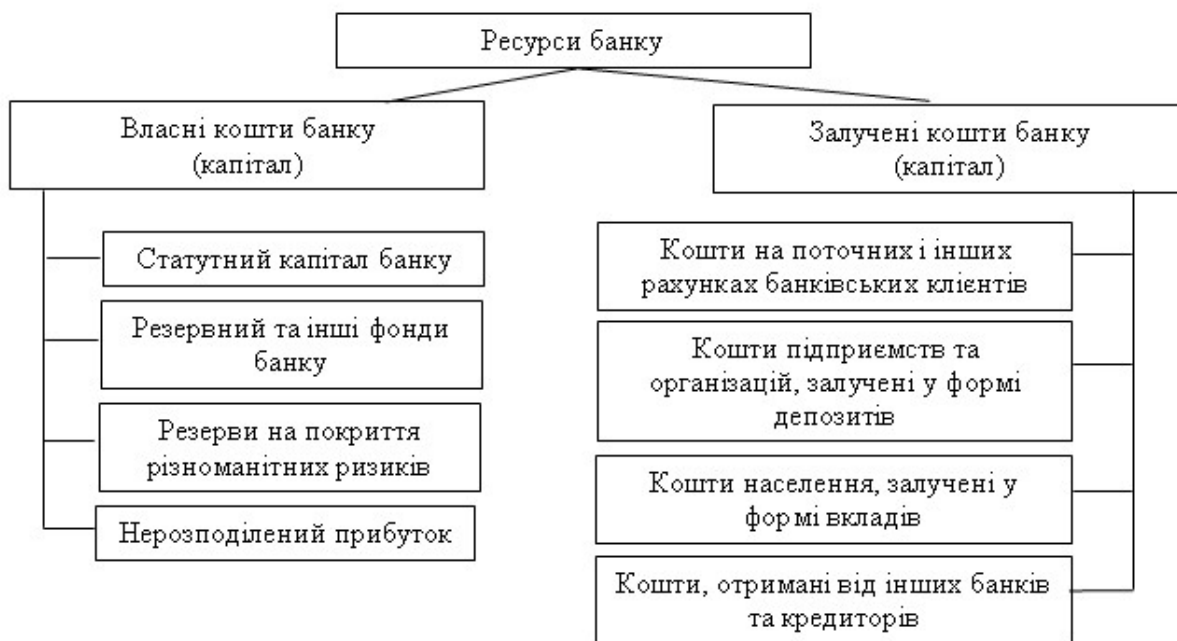 Ресурси банку
Власні кошти банку
(капітал)
Статутний капітал банку
Резервний та інші фонди
банку
Резерви на покриття
різноманітних ризиків
Нерозподілений прибуток
Залучені кошти банку
(капітал)
Кошти на поточних і інших
рахунках банківських клієнтів
Кошти підприємств та
організацій, залучені у формі
депозитів
Кошти населення, залучені у
формі вкладів
Кошти, отримані від інших банків
та кредиторів